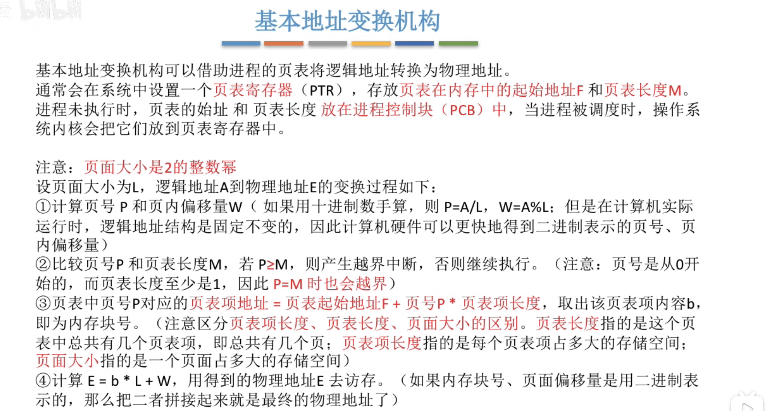 bilibili
基本地址变换机构
基本地址变换机构可以借助进程的页表将逻辑地址转换为物理地址。
通常会在系统中设置一个页表寄存器（PTR），存放页表在内存中的起始地址F 和页表长度M。
进程未执行时，页表的始址 和 页表长度 放在进程控制块（PCB）中，当进程被调度时，操作系
统内核会把它们放到页表寄存器中。
注意：页面大小是2的整数幂
设页面大小为L，逻辑地址A到物理地址E的变换过程如下：
①计算页号 P 和页内偏移量W（ 如果用十进制数手算，则 P=A/L，W=A%L；但是在计算机实际
运行时，逻辑地址结构是固定不变的，因此计算机硬件可以更快地得到二进制表示的页号、页
内偏移量）
②比较页号P 和页表长度M，若 P≥M，则产生越界中断，否则继续执行。（注意：页号是从0开
始的，而页表长度至少是1，因此 P=M 时也会越界）
③页表中页号P对应的页表项地址 = 页表起始地址F + 页号P * 页表项长度，取出该页表项内容b，
即为内存块号。（注意区分页表项长度、页表长度、页面大小的区别。页表长度指的是这个页
表中总共有几个页表项，即总共有几个页；页表项长度指的是每个页表项占多大的存储空间；
页面大小指的是一个页面占多大的存储空间）
④计算 E = b * L + W，用得到的物理地址E 去访存。（如果内存块号、页面偏移量是用二进制表
示的，那么把二者拼接起来就是最终的物理地址了）